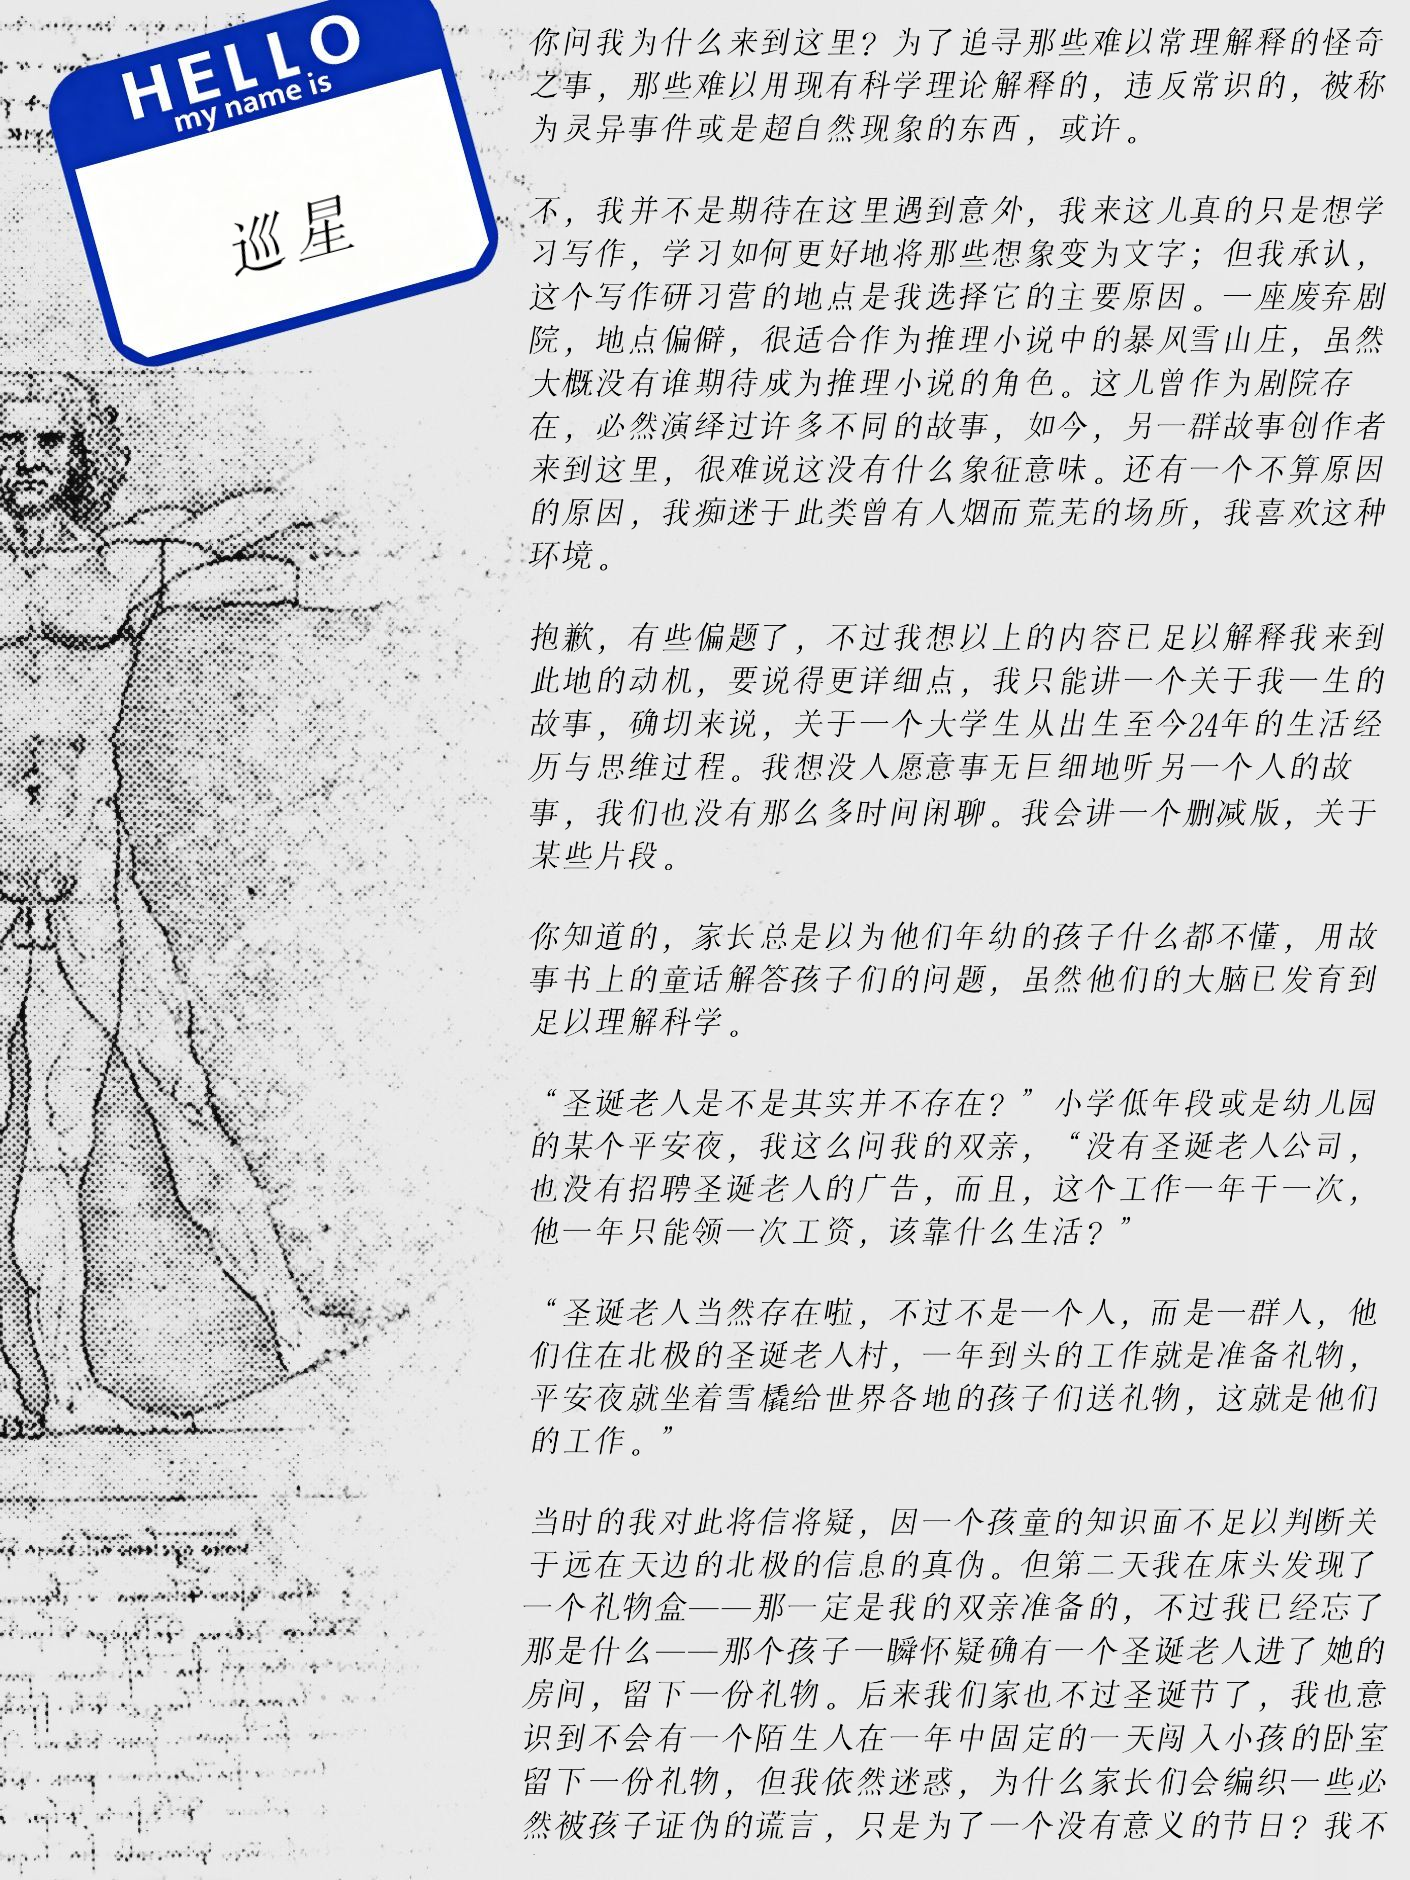 HELLO
my name is
巡星
你问我为什么来到这里？为了追寻那些难以常理解释的怪奇
之事，那些难以用现有科学理论解释的，违反常识的，被称
为灵异事件或是超自然现象的东西，或许。
不，我并不是期待在这里遇到意外，我来这儿真的只是想学
习写作，学习如何更好地将那些想象变为文字；但我承认，
这个写作研习营的地点是我选择它的主要原因。一座废弃剧
院，地点偏僻，很适合作为推理小说中的暴风雪山庄，虽然
大概没有谁期待成为推理小说的角色。这儿曾作为剧院存
在，必然演绎过许多不同的故事，如今，另一群故事创作者
来到这里，很难说这没有什么象征意味。还有一个不算原因
的原因，我痴迷于此类曾有人烟而荒芜的场所，我喜欢这种
环境。
抱歉，有些偏题了，不过我想以上的内容已足以解释我来到
此地的动机，要说得更详细点，我只能讲一个关于我一生的
故事，确切来说，关于一个大学生从出生至今24年的生活经
历与思维过程。我想没人愿意事无巨细地听另一个人的故
事，我们也没有那么多时间闲聊。我会讲一个删减版，关于
某些片段。
你知道的，家长总是以为他们年幼的孩子什么都不懂，用故
事书上的童话解答孩子们的问题，虽然他们的大脑已发育到
足以理解科学。
“圣诞老人是不是其实并不存在？”小学低年段或是幼儿园
的某个平安夜，我这么问我的双亲，“没有圣诞老人公司，
也没有招聘圣诞老人的广告，而且，这个工作一年干一次，
他一年只能领一次工资，该靠什么生活？”
“圣诞老人当然存在啦，不过不是一个人，而是一群人，他
们住在北极的圣诞老人村，一年到头的工作就是准备礼物，
平安夜就坐着雪橇给世界各地的孩子们送礼物，这就是他们
的工作。”
当时的我对此将信将疑，因一个孩童的知识面不足以判断关
于远在天边的北极的信息的真伪。但第二天我在床头发现了
一个礼物盒——那一定是我的双亲准备的，不过我已经忘了
那是什么——那个孩子一瞬怀疑确有一个圣诞老人进了她的
房间，留下一份礼物。后来我们家也不过圣诞节了，我也意
识到不会有一个陌生人在一年中固定的一天闯入小孩的卧室
留下一份礼物，但我依然迷惑，为什么家长们会编织一些必
然被孩子证伪的谎言，只是为了一个没有意义的节日？我不